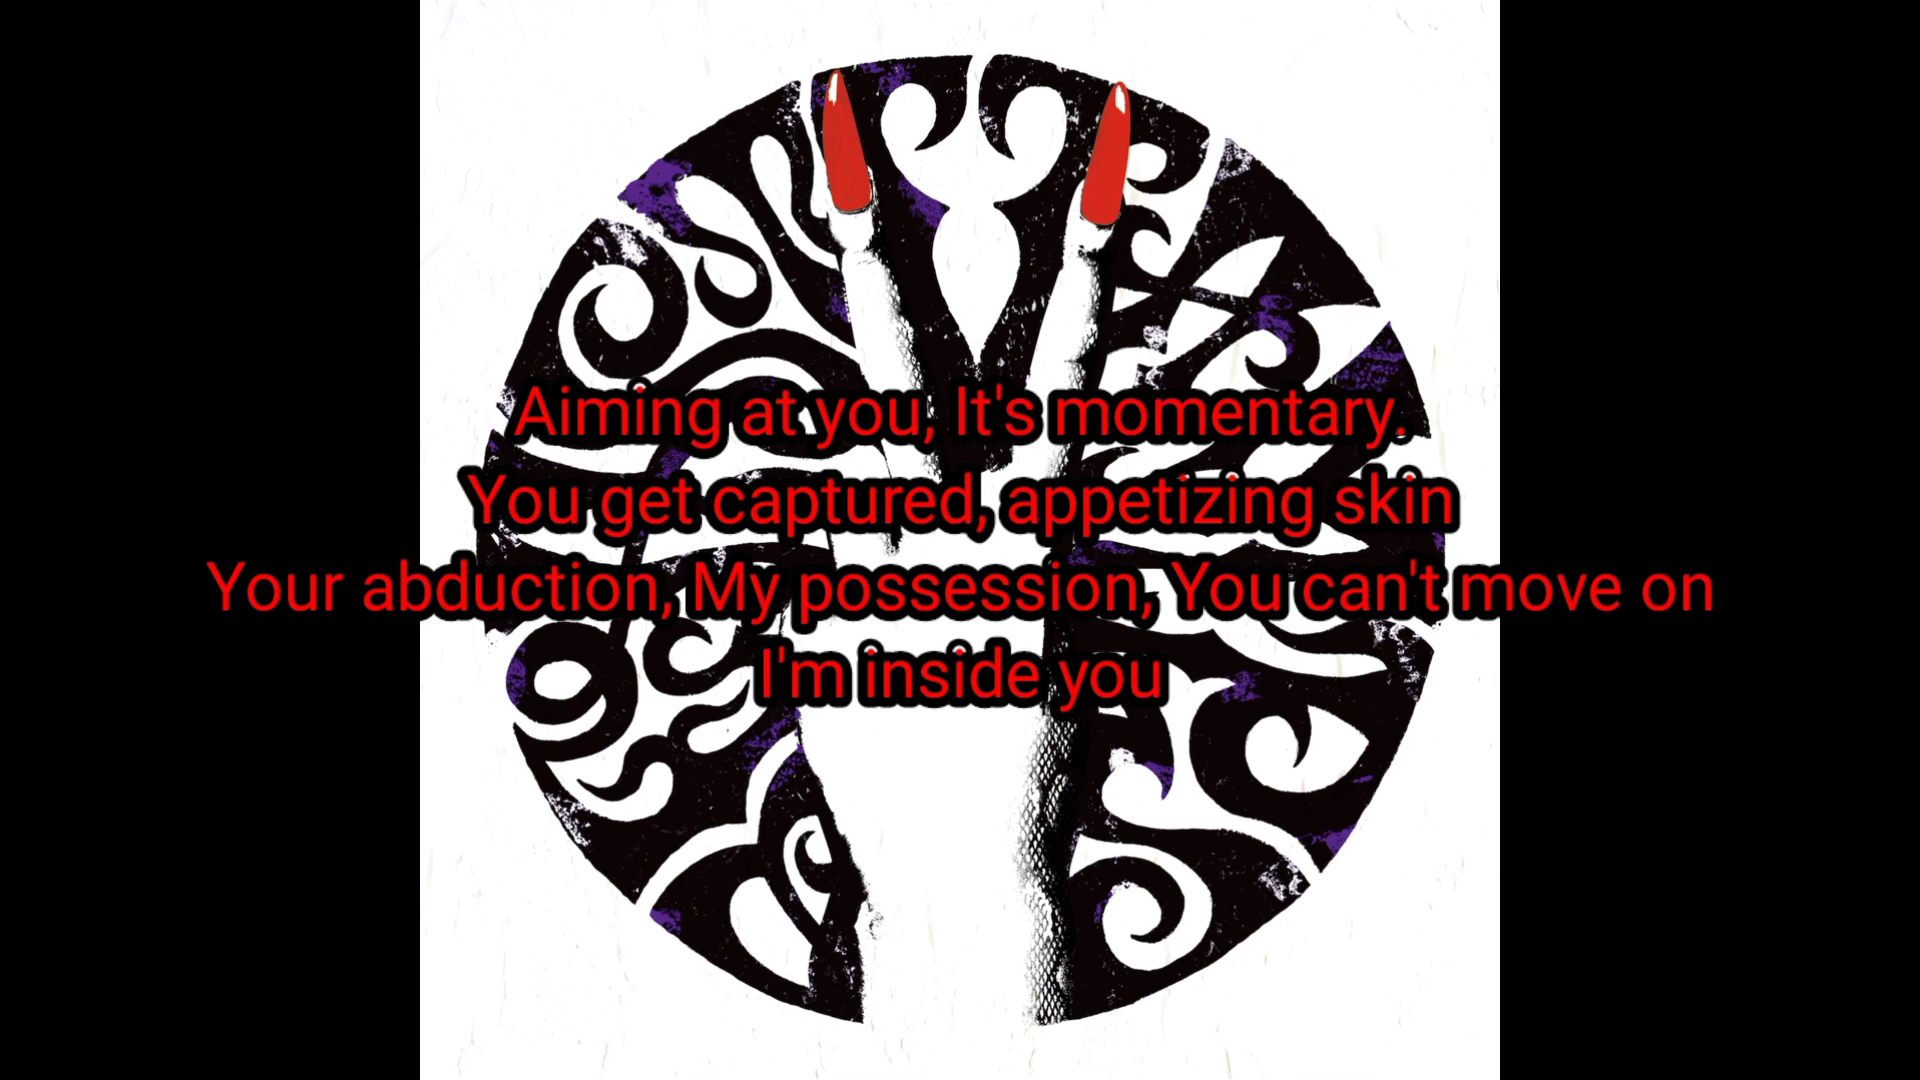 Aiming at you, It's momentary.
You get captured, appetizing skin
Your abduction, My possession, You can't move on
I'm inside you